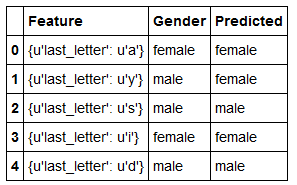 Feature Gender Predicted
0 {u'last_letter': u'a'} female female
1 {u'last_letter': u'y'} male female
2 {u'last_letter': u's'} male male
3 {u'last_letter': u'i'} female female
4 {u'last_letter': u'd'} male male